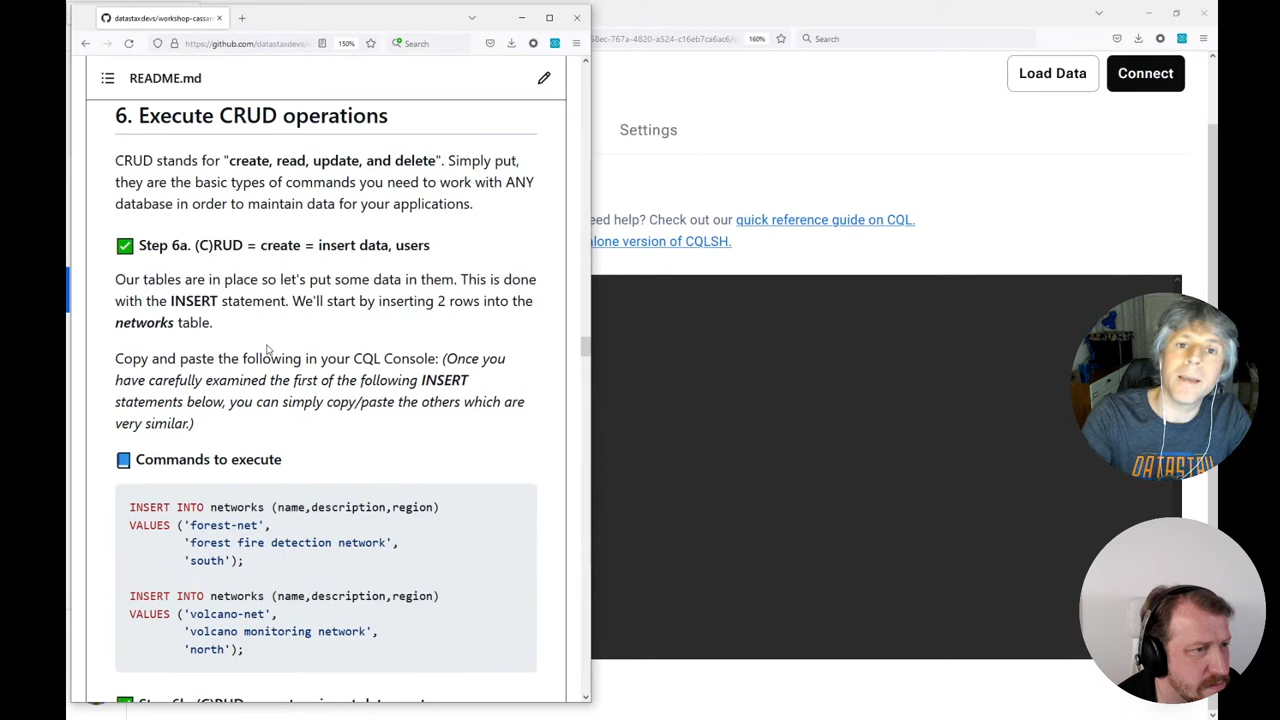 datastaxdevs/workshop-cassan
https://github.com/datastaxdevs/
150%
Search
58ec-767a-4820-a524-c16eb7ca6ac6/
160%
Search
README.md
Load Data
Connect
Settings
6. Execute CRUD operations
CRUD stands for "create, read, update, and delete". Simply put,
they are the basic types of commands you need to work with ANY
database in order to maintain data for your applications.
eed help? Check out our quick reference guide on CQL.
alone version of CQLSH.
Step 6a. (C)RUD = create = insert data, users
Our tables are in place so let's put some data in them. This is done
with the INSERT statement. We'll start by inserting 2 rows into the
networks table.
Copy and paste the following in your CQL Console: (Once you
have carefully examined the first of the following INSERT
statements below, you can simply copy/paste the others which are
very similar.)
Commands to execute
INSERT INTO networks (name,description,region)
VALUES ('forest-net',
'forest fire detection network',
'south');
INSERT INTO networks (name,description,region)
VALUES ('volcano-net',
'volcano monitoring network',
'north');
DATASTAX